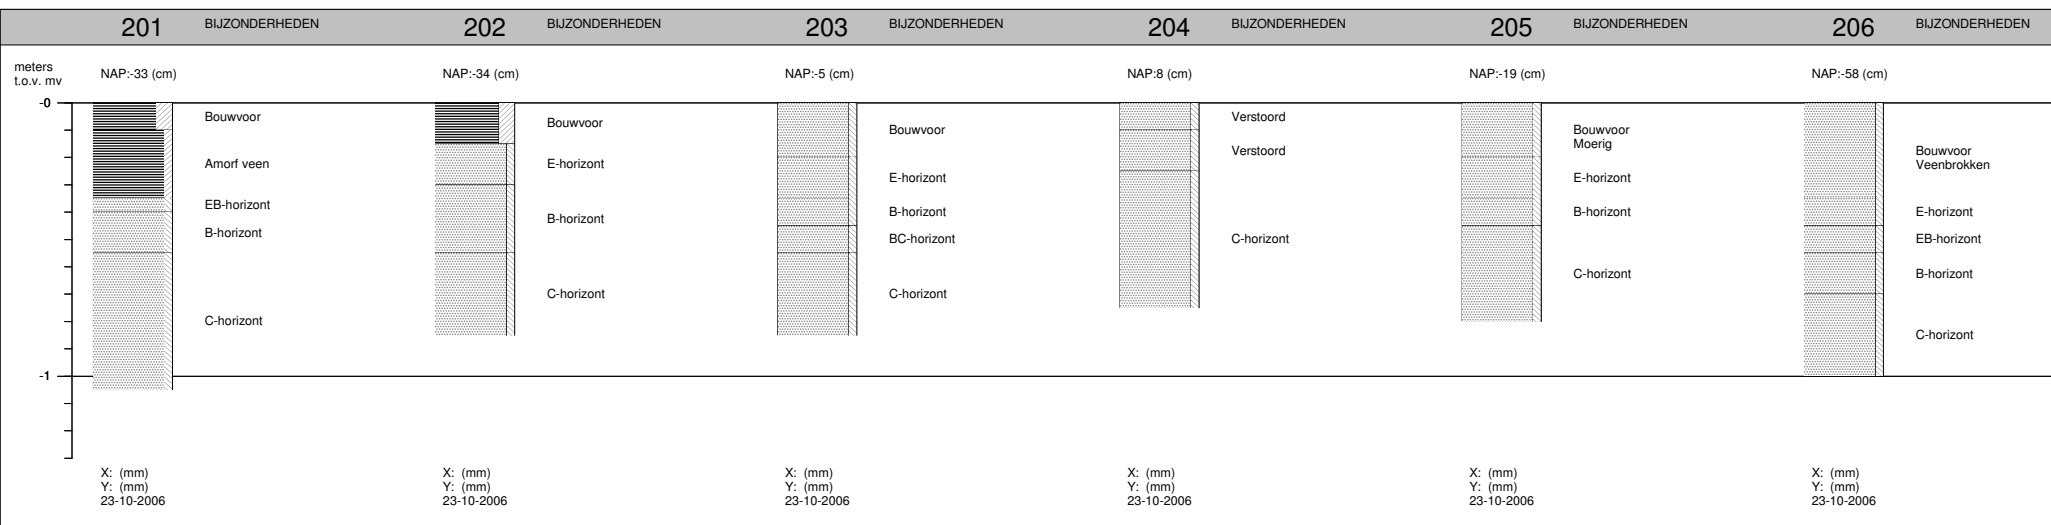 201 BIJZONDERHEDEN 202 BIJZONDERHEDEN 203 BIJZONDERHEDEN 204 BIJZONDERHEDEN 205 BIJZONDERHEDEN 206 BIJZONDERHEDEN
meters
t.o.v. mv
NAP:-33 (cm) NAP:-34 (cm) NAP:-5 (cm) NAP:8 (cm) NAP:-19 (cm) NAP:-58 (cm)
-0
-1
Bouwvoor
Amorf veen
EB-horizont
B-horizont
C-horizont
Bouwvoor
E-horizont
B-horizont
C-horizont
Bouwvoor
E-horizont
B-horizont
BC-horizont
C-horizont
Verstoord
Verstoord
C-horizont
Bouwvoor
Moerig
E-horizont
B-horizont
C-horizont
Bouwvoor
Veenbrokken
E-horizont
EB-horizont
B-horizont
C-horizont
X: (mm) X: (mm) X: (mm) X: (mm) X: (mm) X: (mm)
Y: (mm) Y: (mm) Y: (mm) Y: (mm) Y: (mm) Y: (mm)
23-10-2006 23-10-2006 23-10-2006 23-10-2006 23-10-2006 23-10-2006